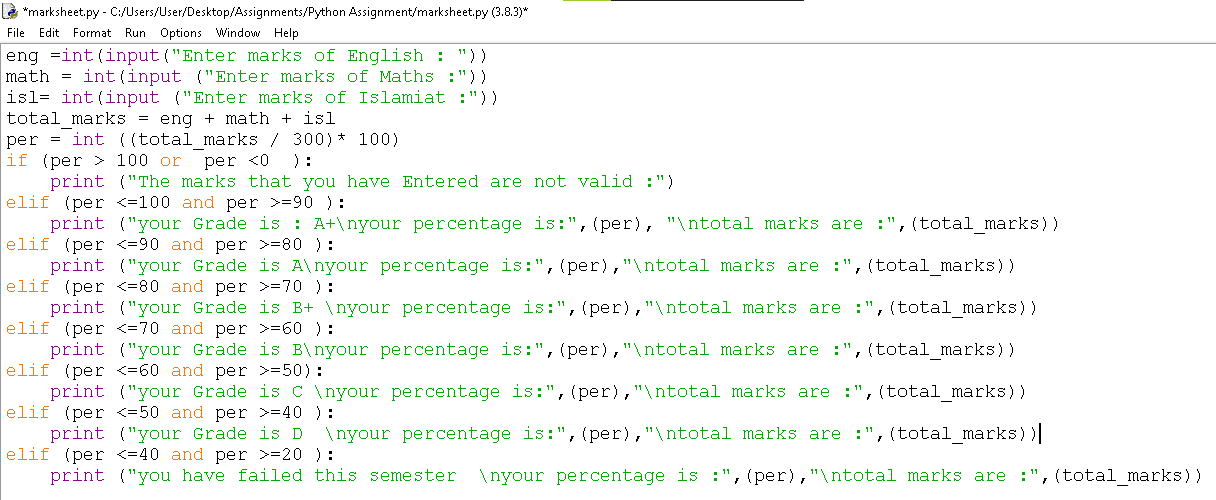 *marksheet.py - C:/Users/User/Desktop/Assignments/Python Assignment/marksheet.py (3.8.3)*
File Edit Format Run Options Window Help
eng =int(input("Enter marks of English : "))
math = int(input ("Enter marks of Maths :"))
isl= int(input ("Enter marks of Islamiat :"))
total_marks = eng + math + isl
per = int ((total_marks / 300)* 100)
if (per > 100 or  per <0  ):
    print ("The marks that you have Entered are not valid :")
elif (per <=100 and per >=90 ):
    print ("your Grade is : A+\nyour percentage is:",(per), "\ntotal marks are :",(total_marks))
elif (per <=90 and per >=80 ):
    print ("your Grade is A\nyour percentage is:",(per),"\ntotal marks are :",(total_marks))
elif (per <=80 and per >=70 ):
    print ("your Grade is B+ \nyour percentage is:",(per),"\ntotal marks are :",(total_marks))
elif (per <=70 and per >=60 ):
    print ("your Grade is B\nyour percentage is:",(per),"\ntotal marks are :",(total_marks))
elif (per <=60 and per >=50):
    print ("your Grade is C \nyour percentage is:",(per),"\ntotal marks are :",(total_marks))
elif (per <=50 and per >=40 ):
    print ("your Grade is D  \nyour percentage is:",(per),"\ntotal marks are :",(total_marks))
elif (per <=40 and per >=20 ):
    print ("you have failed this semester  \nyour percentage is :",(per),"\ntotal marks are :",(total_marks))